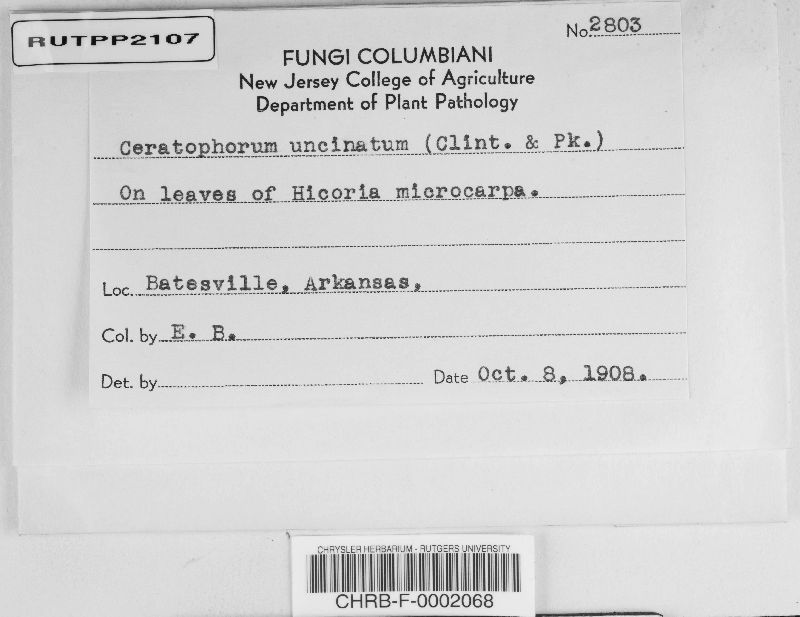 RUTPP2107
No. 2803
FUNGI COLUMBIANI
New Jersey College of Agriculture
Department of Plant Pathology
Ceratophorum uncinatum (Clint. & Pk.)
On leaves of Hicoria microcarpa.
Loc. Batesville, Arkansas,
Col. by E. B.
Det. by
Date Oct. 8, 1908.
CHRYSLER HERBARIUM - RUTGERS UNIVERSITY
CHRB-F-0002068